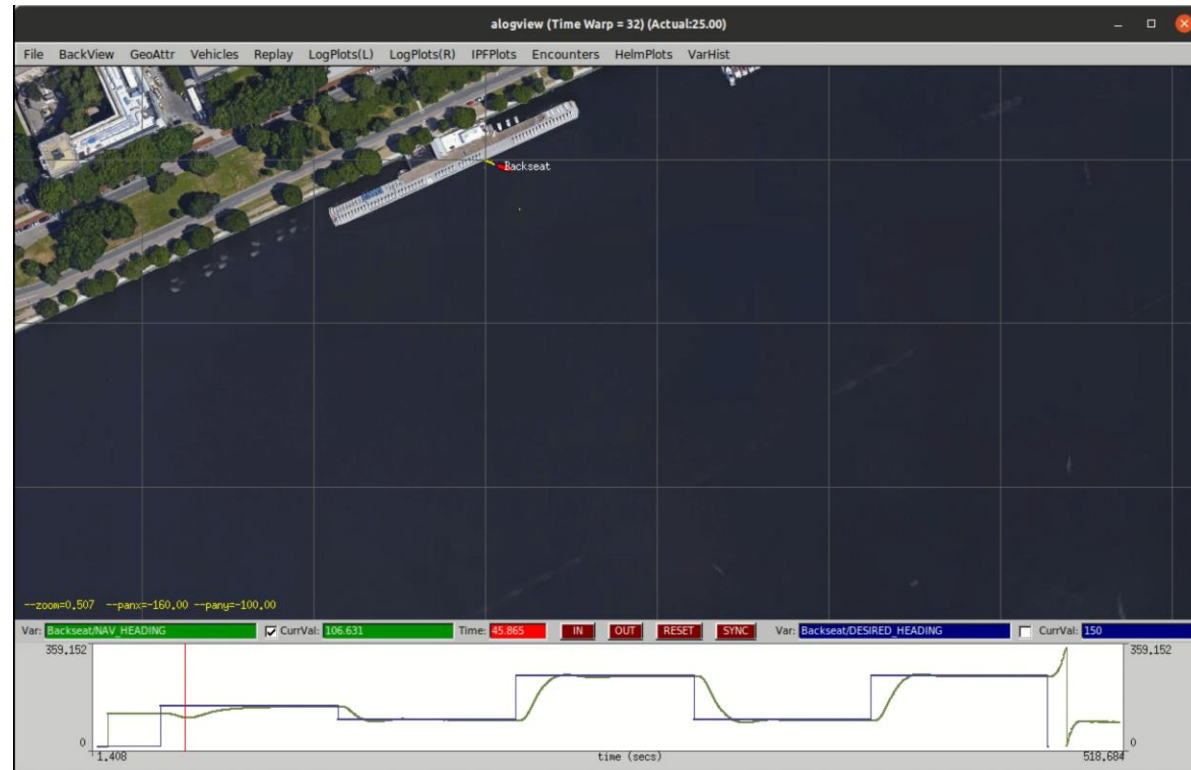 alogview (Time Warp = 32) (Actual:25.00)
File BackView GeoAttr Vehicles Replay LogPlots(L) LogPlots(R) IPFPlots Encounters HelmPlots VarHist
Backseat
--zoom=0.507 --panx=-160.00 --pany=-100.00
Var: Backseat/NAV_HEADING CurrVal: 106.631 Time: 45.865 IN OUT RESET SYNC Var: Backseat/DESIRED_HEADING CurrVal: 150
359.152 359.152
0 0
1.408 time (secs) 518.684